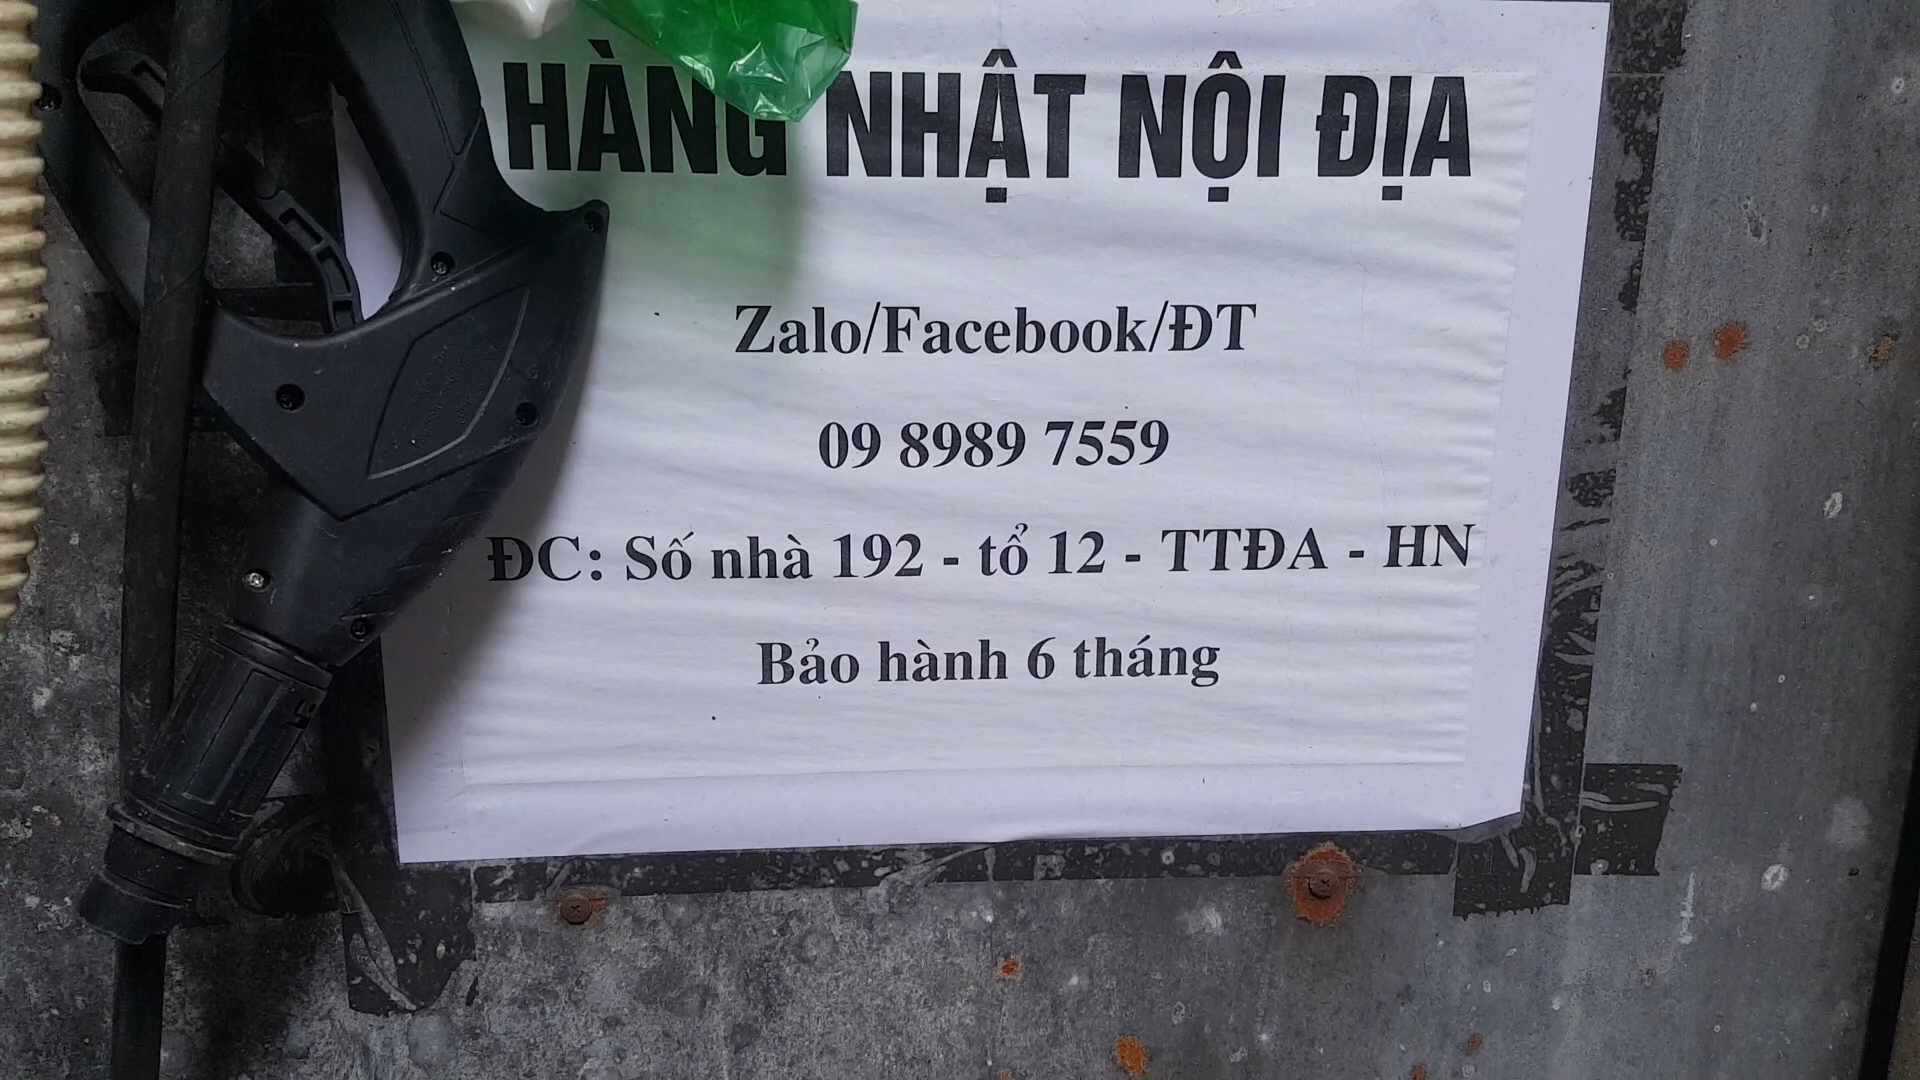 HÀNG NHẬT NỘI ĐỊA
Zalo/Facebook/ĐT
09 8989 7559
ĐC: Số nhà 192 - tổ 12 - TTĐA - HN
Bảo hành 6 tháng